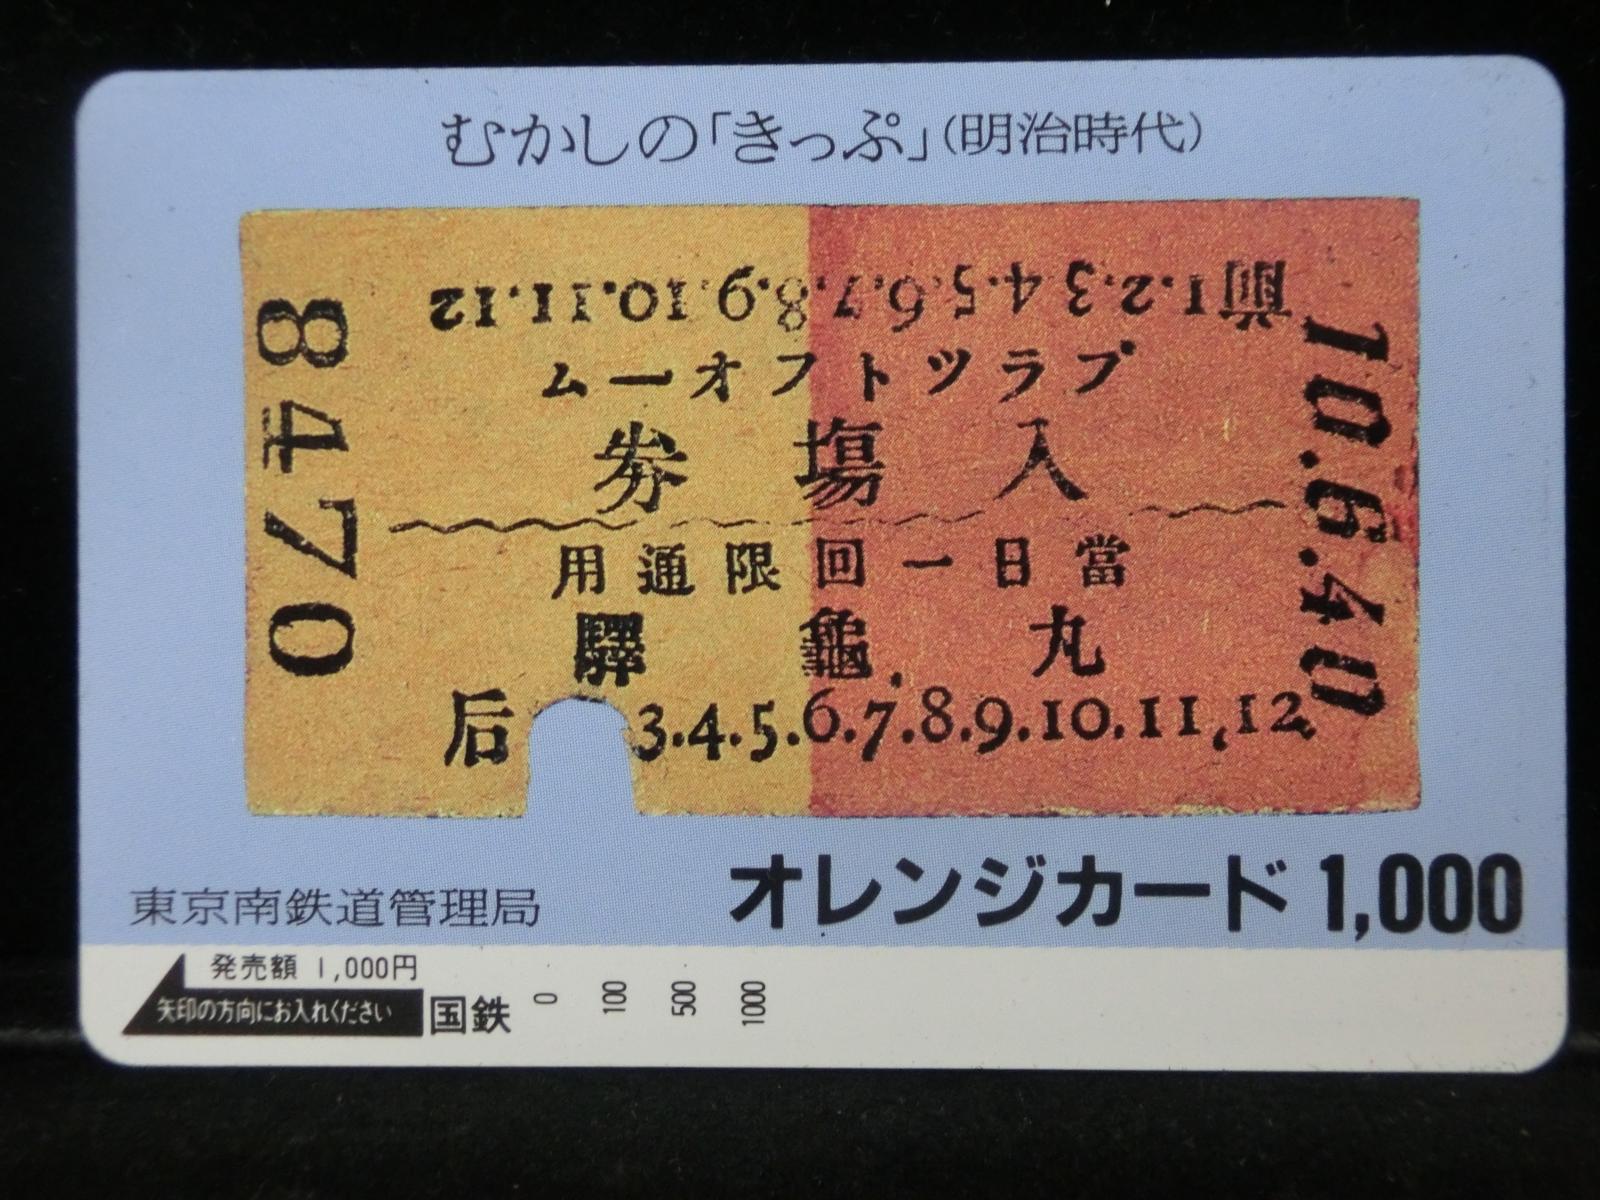 むかしの「きっぷ」（明治時代）
前1.2.3.4.5.6.7.8.9.10.11.12
ムーオフトツラプ
劵場入
用通限回一日當
驛龜丸
后 3.4.5.6.7.8.9.10.11.12
8470
10.6.40
東京南鉄道管理局
オレンジカード 1,000
発売額 1,000円
矢印の方向にお入れください
国鉄
0 100 500 1000